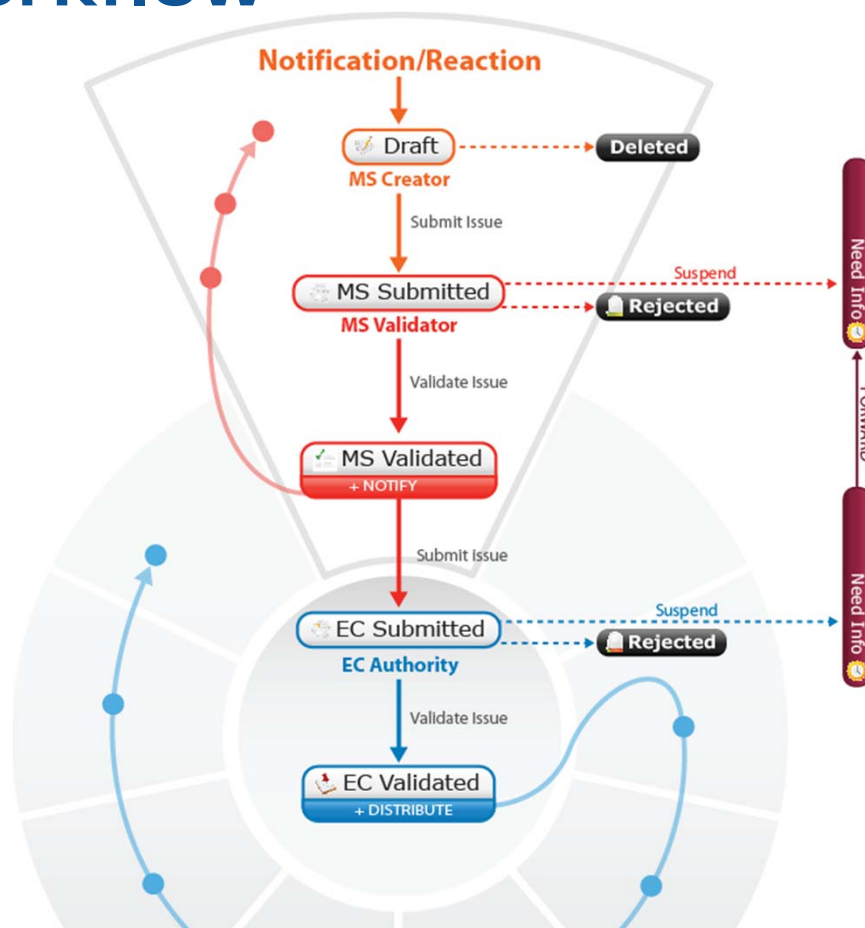 Notification/Reaction
Draft
Deleted
MS Creator
Submit Issue
Suspend
MS Submitted
Rejected
MS Validator
Need Info
Validate Issue
MS Validated
+ NOTIFY
Submit Issue
Suspend
EC Submitted
Rejected
Need Info
EC Authority
Validate Issue
EC Validated
+ DISTRIBUTE